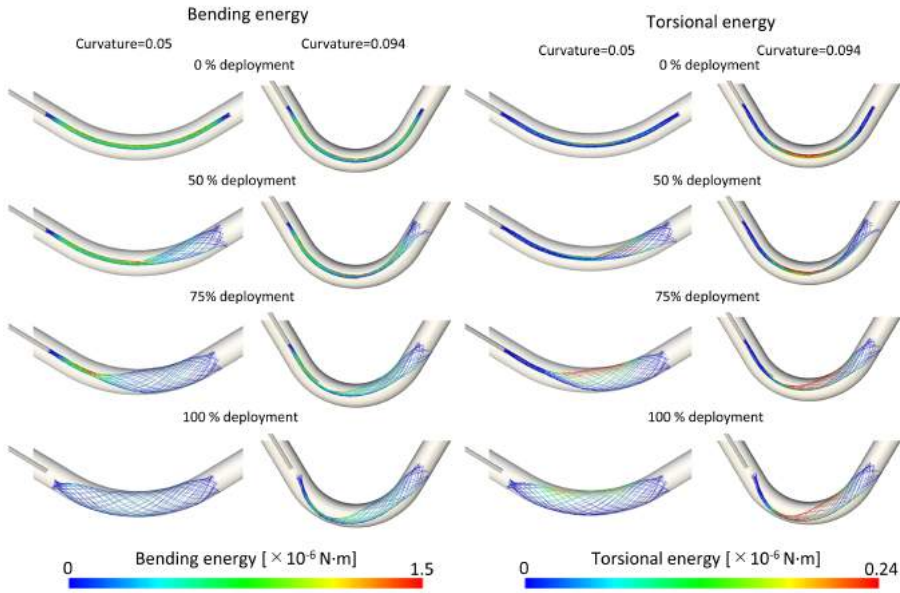 Bending energy
Torsional energy
Curvature=0.05 Curvature=0.094
Curvature=0.05 Curvature=0.094
0 % deployment
0 % deployment
50 % deployment
50 % deployment
75% deployment
75% deployment
100 % deployment
100 % deployment
Bending energy [ ×10⁻⁶ N·m]
0 1.5
Torsional energy [ ×10⁻⁶ N·m]
0 0.24